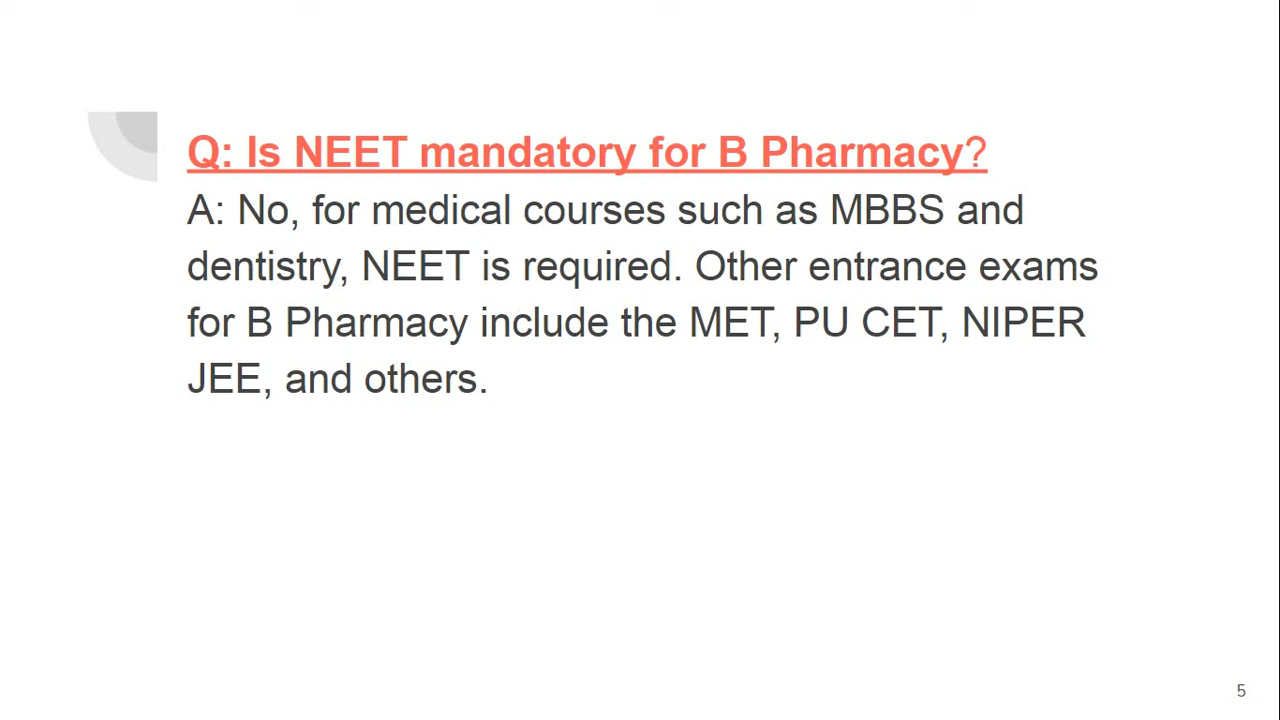 Q: Is NEET mandatory for B Pharmacy?
A: No, for medical courses such as MBBS and
dentistry, NEET is required. Other entrance exams
for B Pharmacy include the MET, PU CET, NIPER
JEE, and others.
5